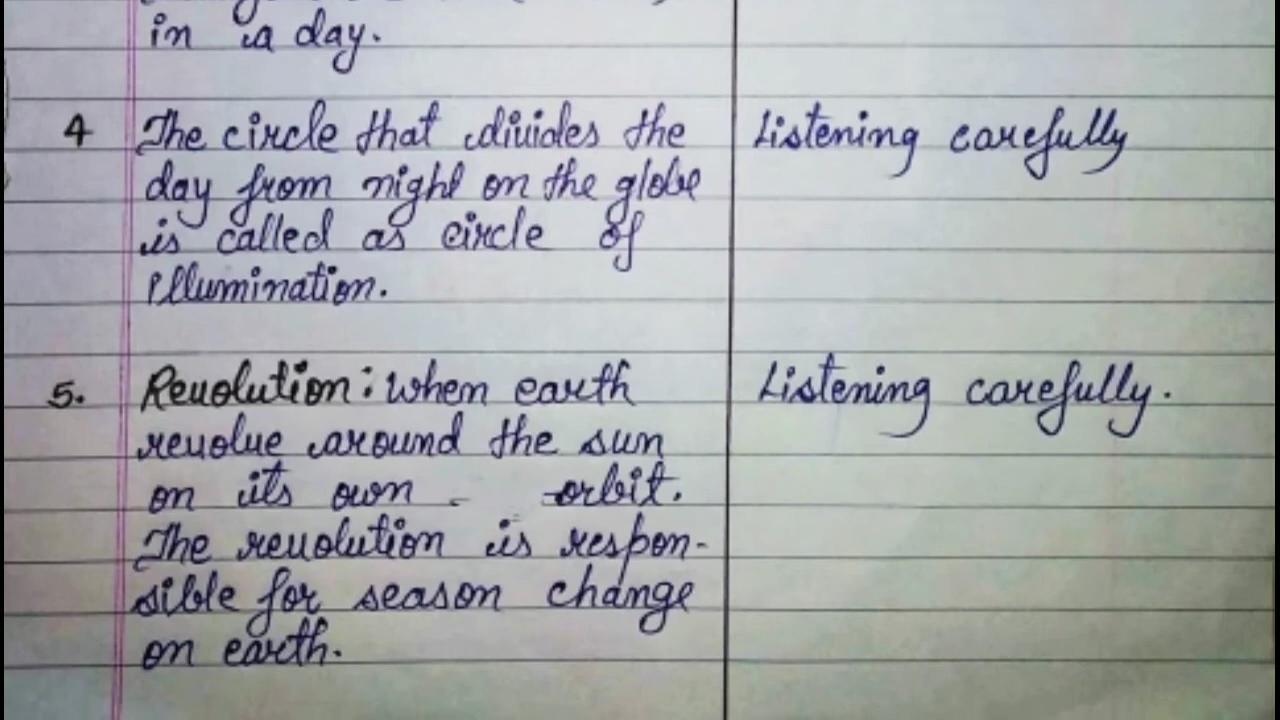 in a day.
4 The circle that divides the Listening carefully
day from night on the globe
is called as circle of
illumination.
5. Revolution: When earth Listening carefully.
revolve around the sun
on its own orbit.
The revolution is respon-
sible for season change
on earth.